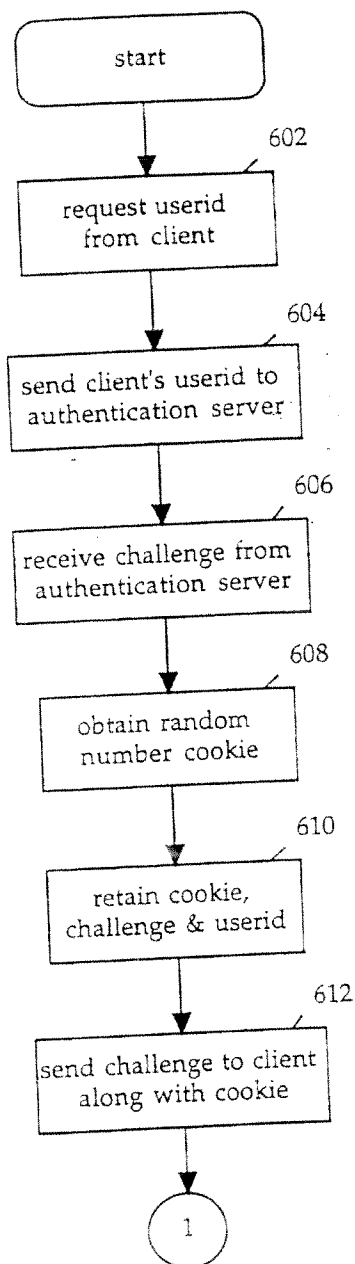 start
602
request userid
from client
604
send client's userid to
authentication server
606
receive challenge from
authentication server
608
obtain random
number cookie
610
retain cookie,
challenge & userid
612
send challenge to client
along with cookie
1